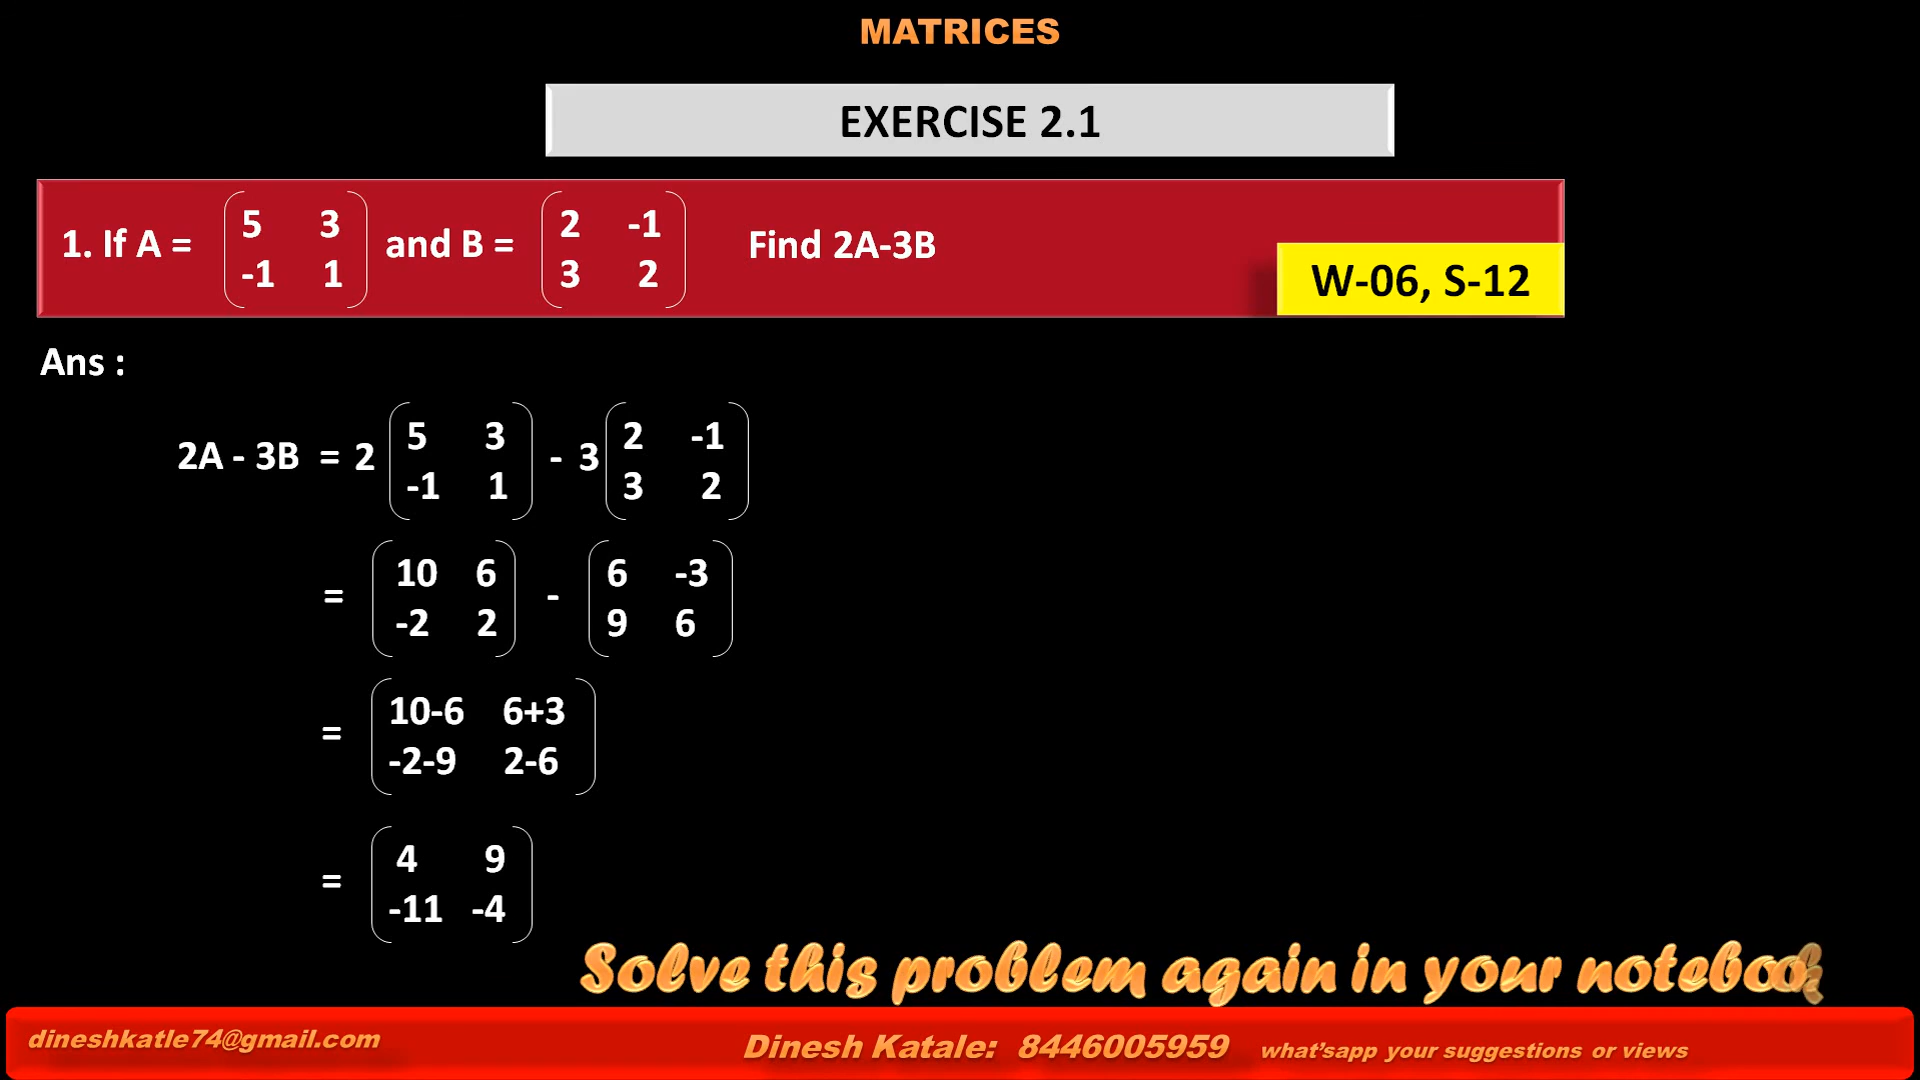 MATRICES
EXERCISE 2.1
1. If A = 5 3 and B = 2 -1 Find 2A-3B
-1 1 3 2
W-06, S-12
Ans :
2A - 3B = 2 5 3 - 3 2 -1
-1 1 3 2
= 10 6 - 6 -3
-2 2 9 6
= 10-6 6+3
-2-9 2-6
= 4 9
-11 -4
Solve this problem again in your notebook
dineshkatle74@gmail.com Dinesh Katale: 8446005959 what'sapp your suggestions or views